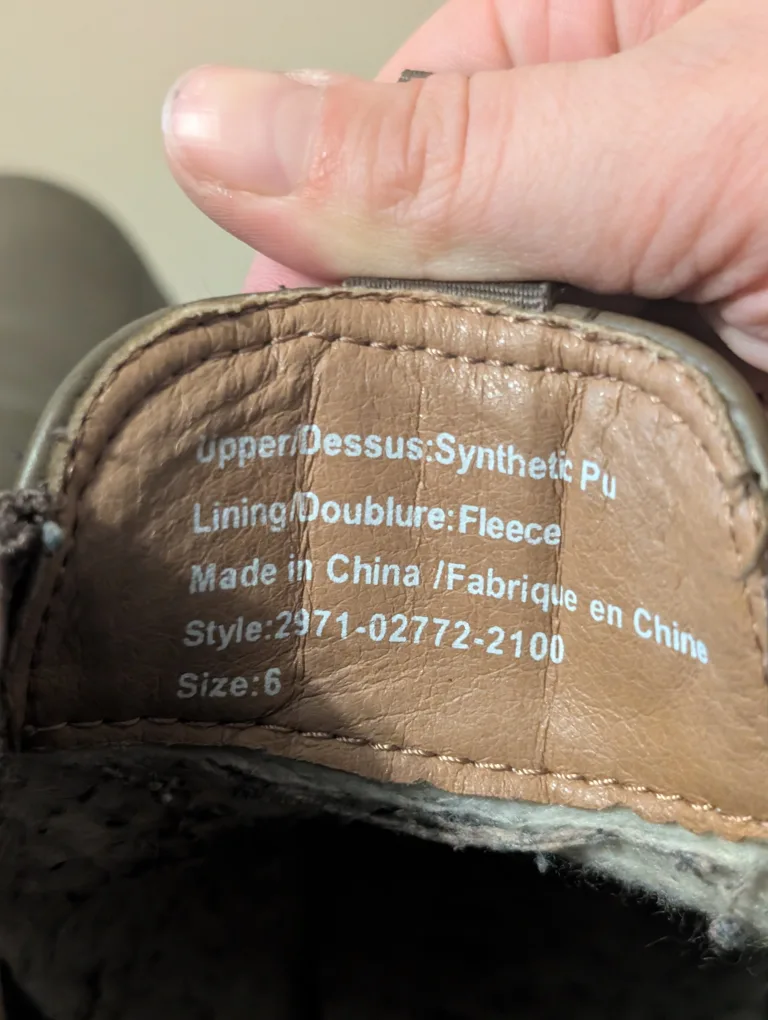 Upper/Dessus:Synthetic Pu
Lining/Doublure:Fleece
Made in China /Fabrique en Chine
Style:2971-02772-2100
Size:6